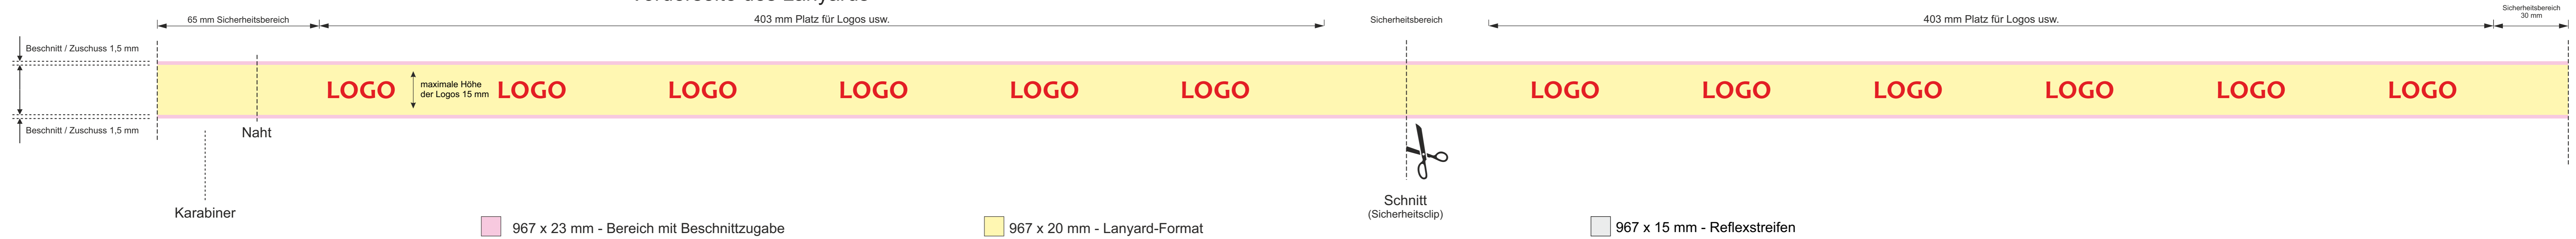 65 mm Sicherheitsbereich
403 mm Platz für Logos usw.
Sicherheitsbereich
403 mm Platz für Logos usw.
Sicherheitsbereich
30 mm
Beschnitt / Zuschuss 1,5 mm
LOGO
maximale Höhe
der Logos 15 mm
LOGO
LOGO
LOGO
LOGO
LOGO
LOGO
LOGO
LOGO
LOGO
LOGO
LOGO
Beschnitt / Zuschuss 1,5 mm
Naht
Karabiner
Schnitt
(Sicherheitsclip)
967 x 23 mm - Bereich mit Beschnittzugabe
967 x 20 mm - Lanyard-Format
967 x 15 mm - Reflexstreifen